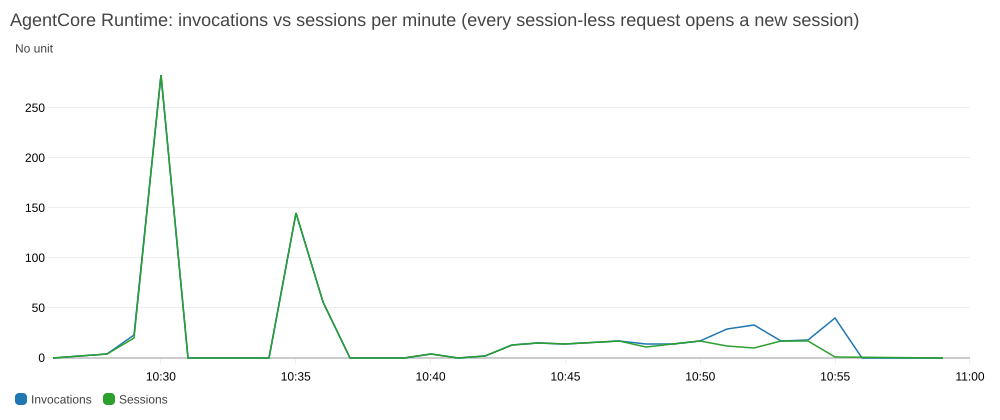 AgentCore Runtime: invocations vs sessions per minute (every session-less request opens a new session)
No unit
250
200
150
100
50
0
10:30 10:35 10:40 10:45 10:50 10:55 11:00
Invocations Sessions